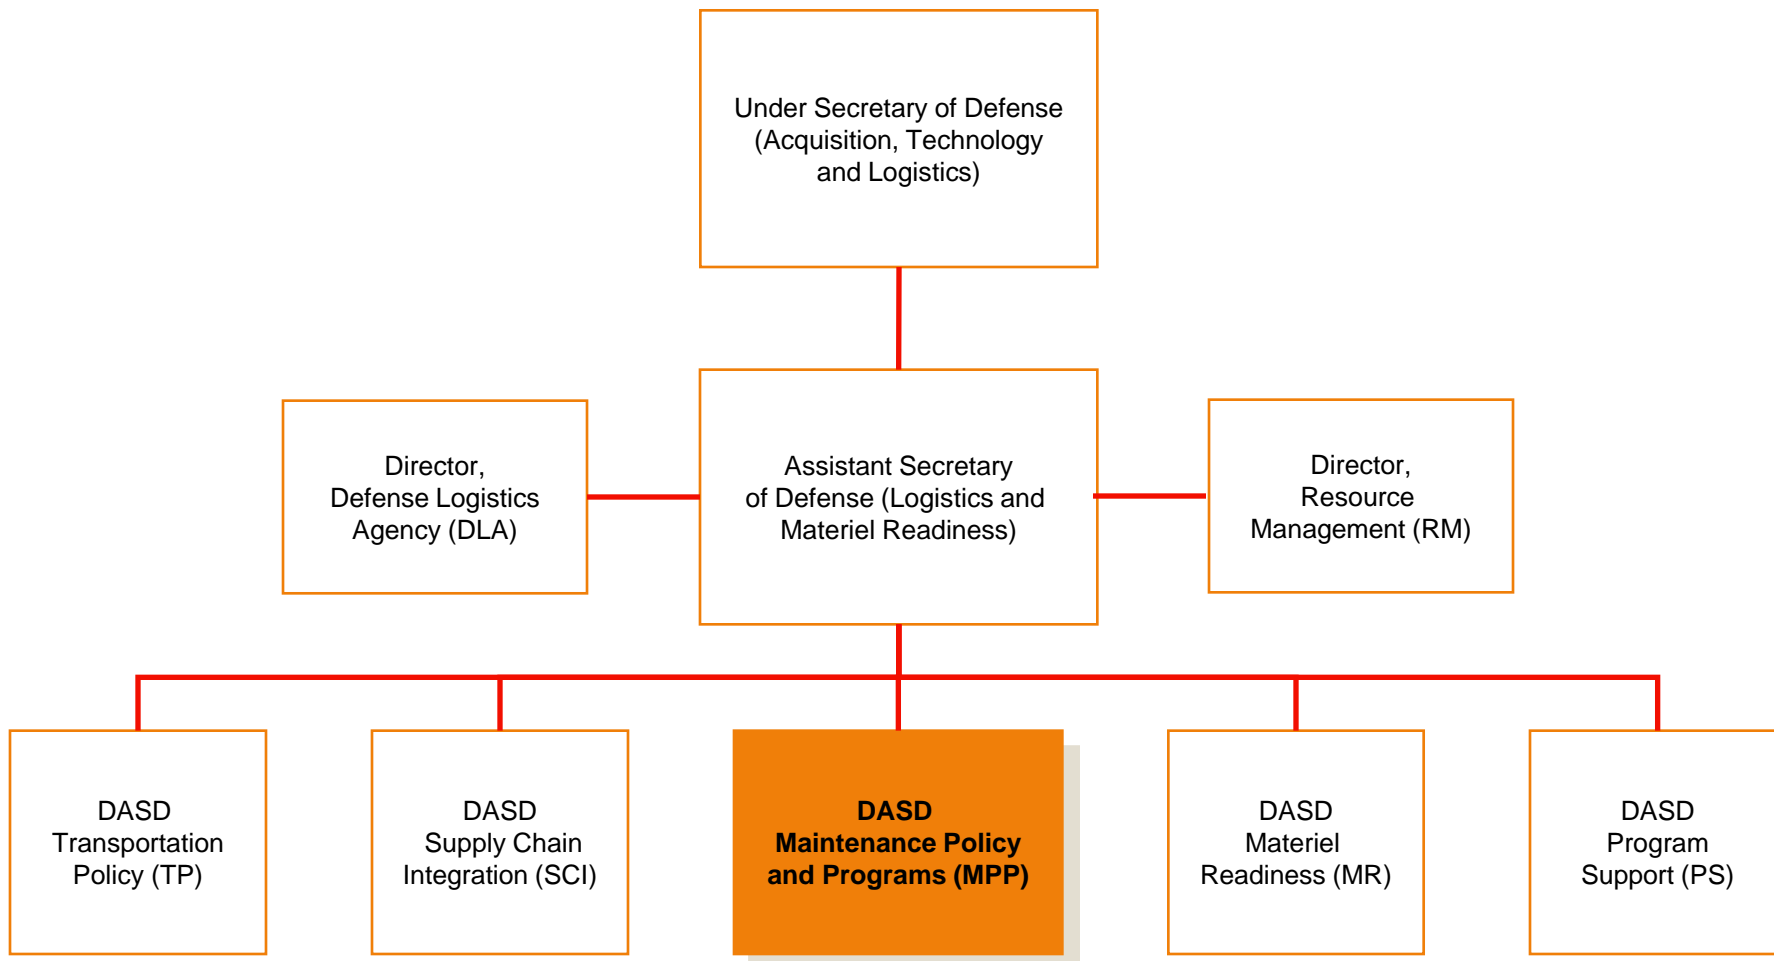 Under Secretary of Defense
(Acquisition, Technology
and Logistics)
Director,
Defense Logistics
Agency (DLA)
Assistant Secretary
of Defense (Logistics and
Materiel Readiness)
Director,
Resource
Management (RM)
DASD
Transportation
Policy (TP)
DASD
Supply Chain
Integration (SCI)
DASD
Maintenance Policy
and Programs (MPP)
DASD
Materiel
Readiness (MR)
DASD
Program
Support (PS)